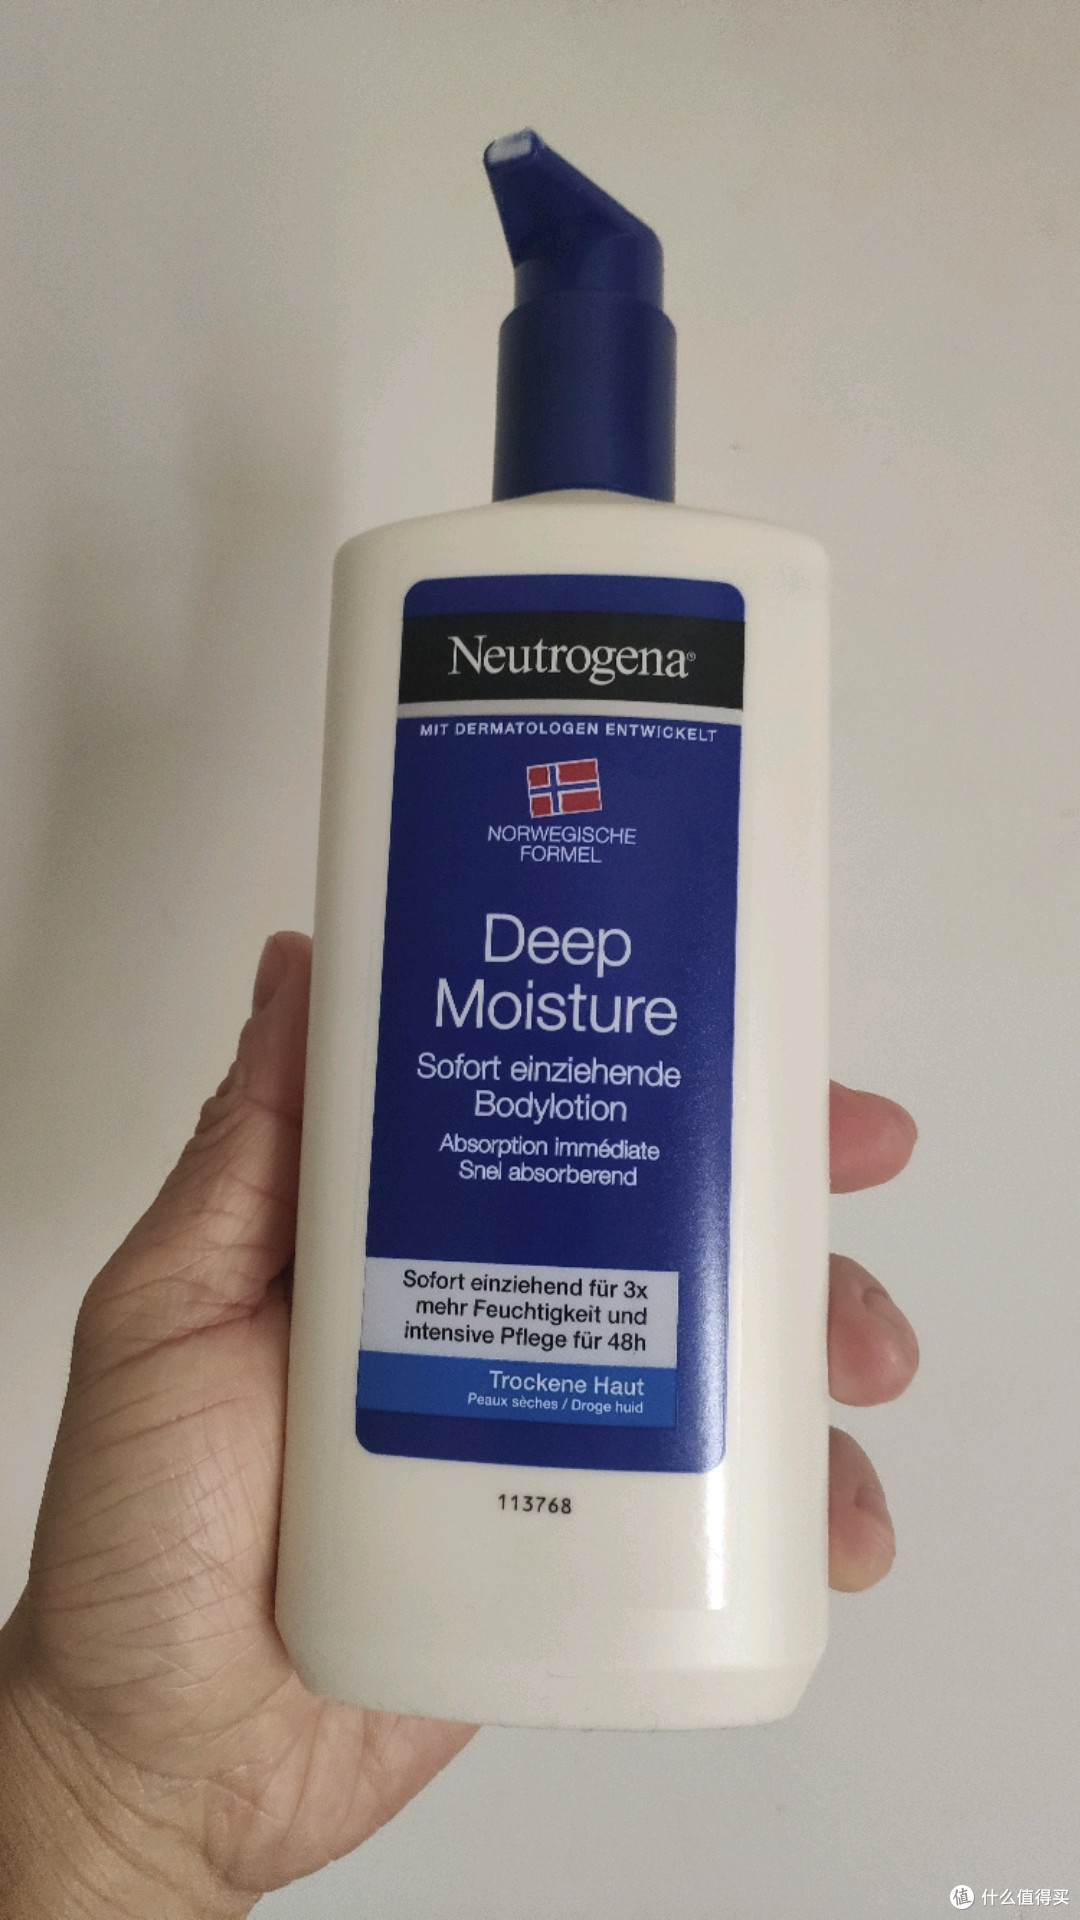 Neutrogena®
MIT DERMATOLOGEN ENTWICKELT
NORWEGISCHE
FORMEL
Deep
Moisture
Sofort einziehende
Bodylotion
Absorption immédiate
Snel absorberend
Sofort einziehend für 3x
mehr Feuchtigkeit und
intensive Pflege für 48h
Trockene Haut
Peaux sèches / Droge huid
113768
值 什么值得买